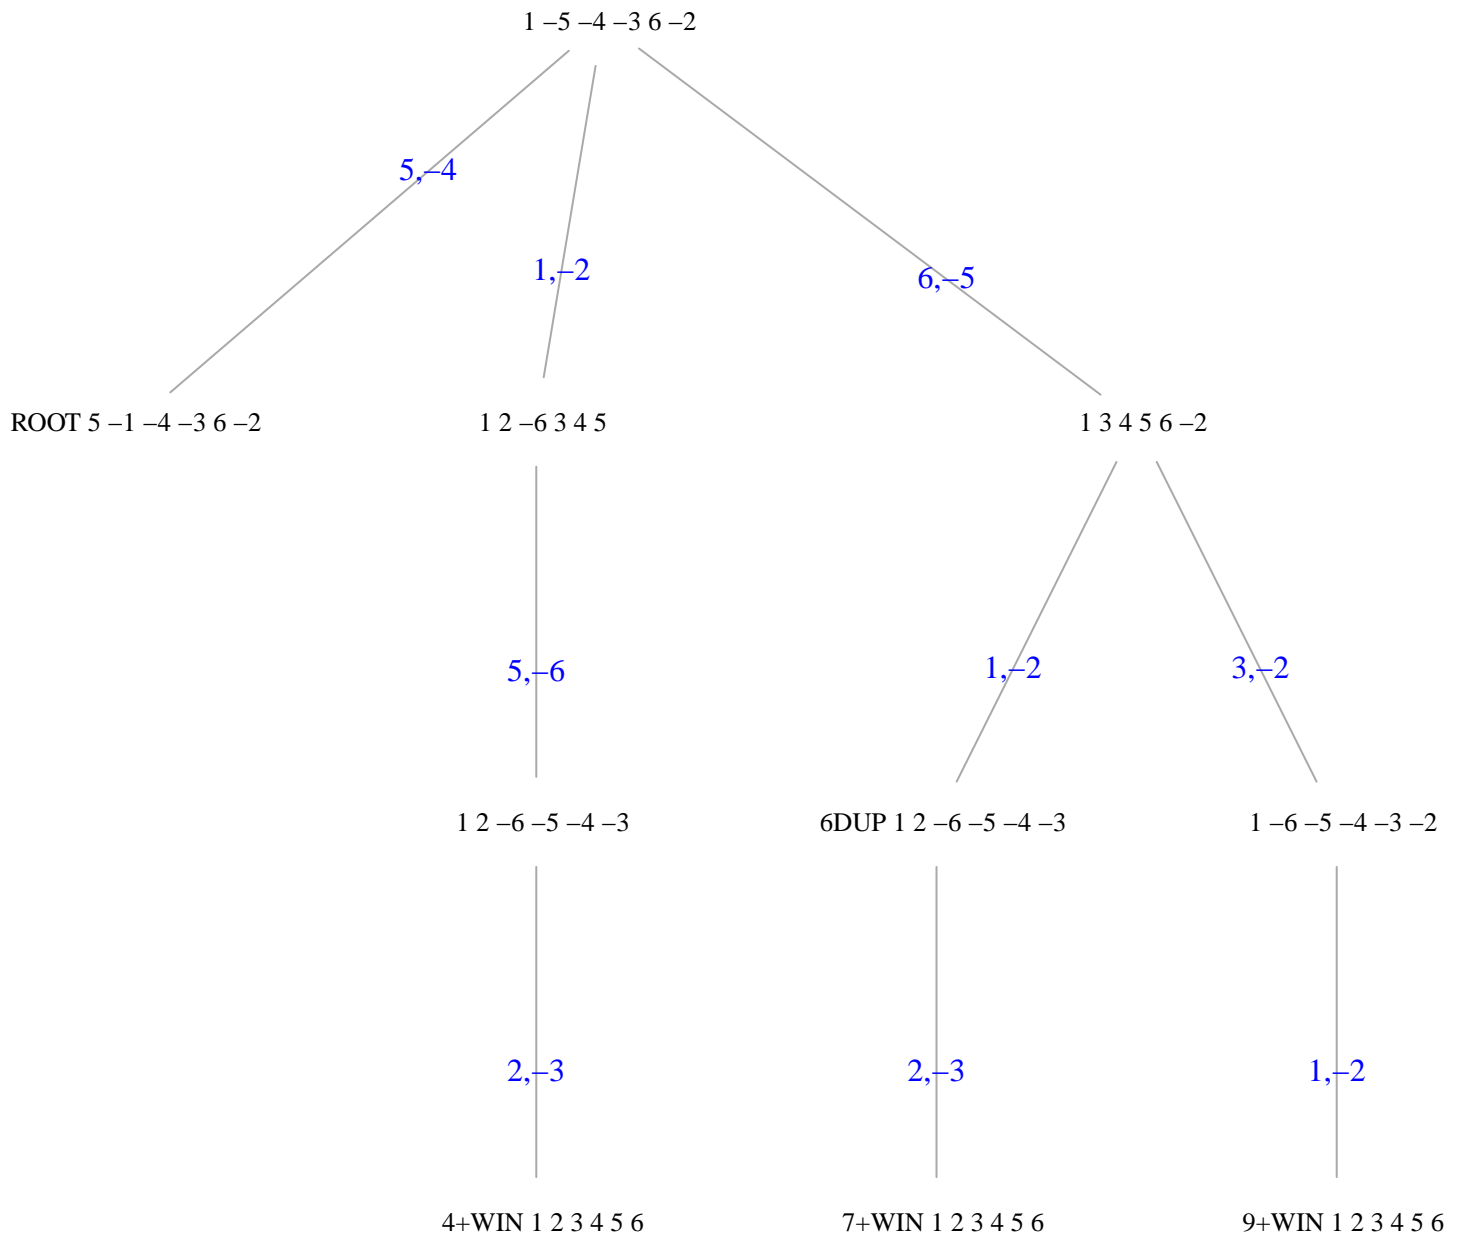 1 –5 –4 –3 6 –2
5,–4
1,–2
6,–5
ROOT 5 –1 –4 –3 6 –2
1 2 –6 3 4 5
1 3 4 5 6 –2
5,–6
1,–2
3,–2
1 2 –6 –5 –4 –3
6DUP 1 2 –6 –5 –4 –3
1 –6 –5 –4 –3 –2
2,–3
2,–3
1,–2
4+WIN 1 2 3 4 5 6
7+WIN 1 2 3 4 5 6
9+WIN 1 2 3 4 5 6